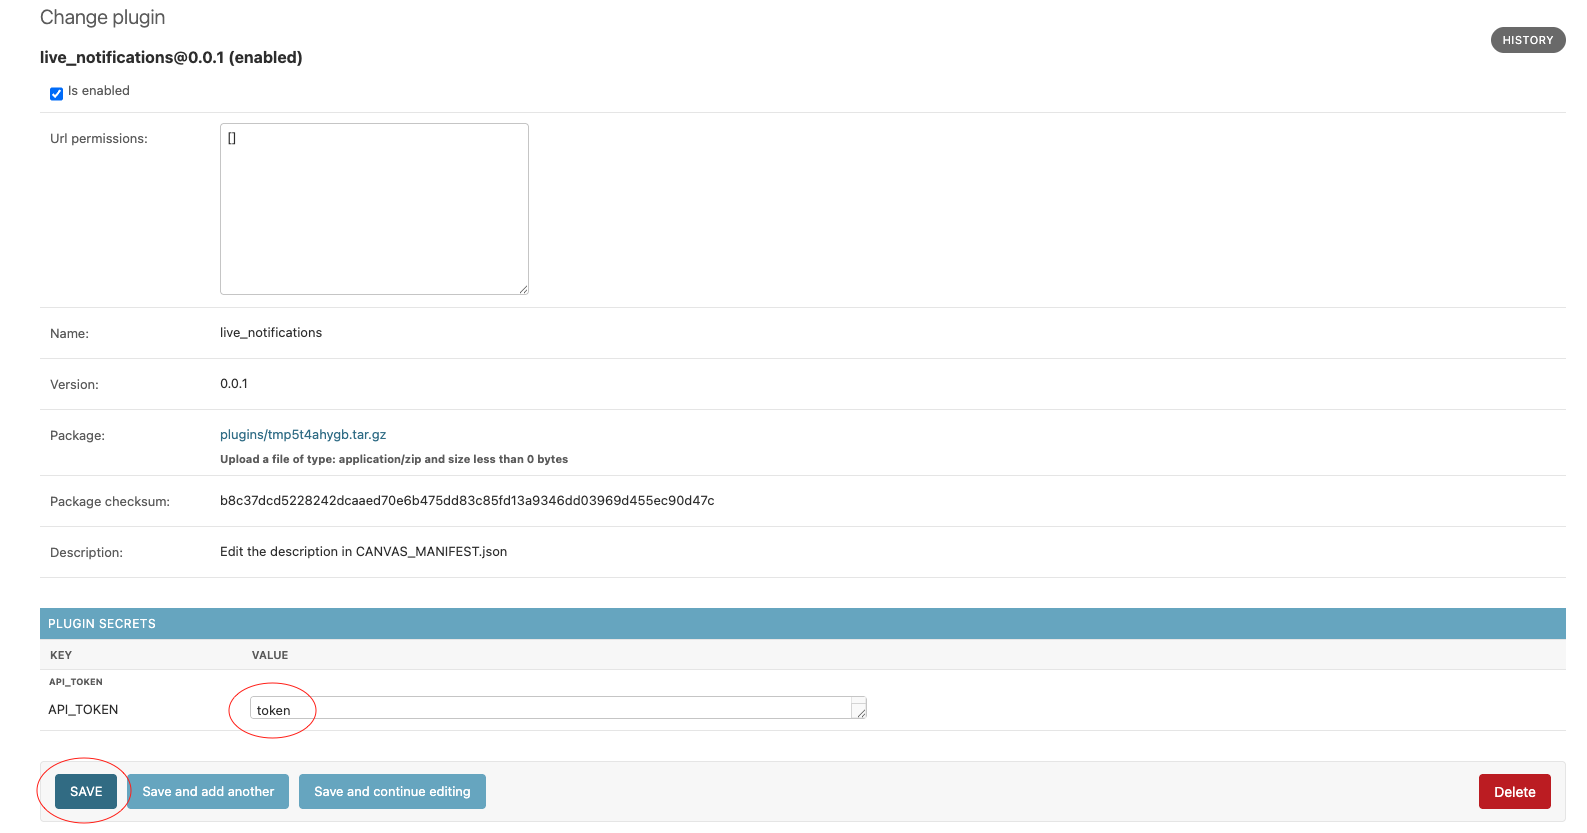 Change plugin
HISTORY
live_notifications@0.0.1 (enabled)
Is enabled
Url permissions:
[]
Name:
live_notifications
Version:
0.0.1
Package:
plugins/tmp5t4ahygb.tar.gz
Upload a file of type: application/zip and size less than 0 bytes
Package checksum:
b8c37dcd5228242dcaaed70e6b475dd83c85fd13a9346dd03969d455ec90d47c
Description:
Edit the description in CANVAS_MANIFEST.json
PLUGIN SECRETS
KEY VALUE
API_TOKEN
API_TOKEN
token
SAVE Save and add another Save and continue editing Delete